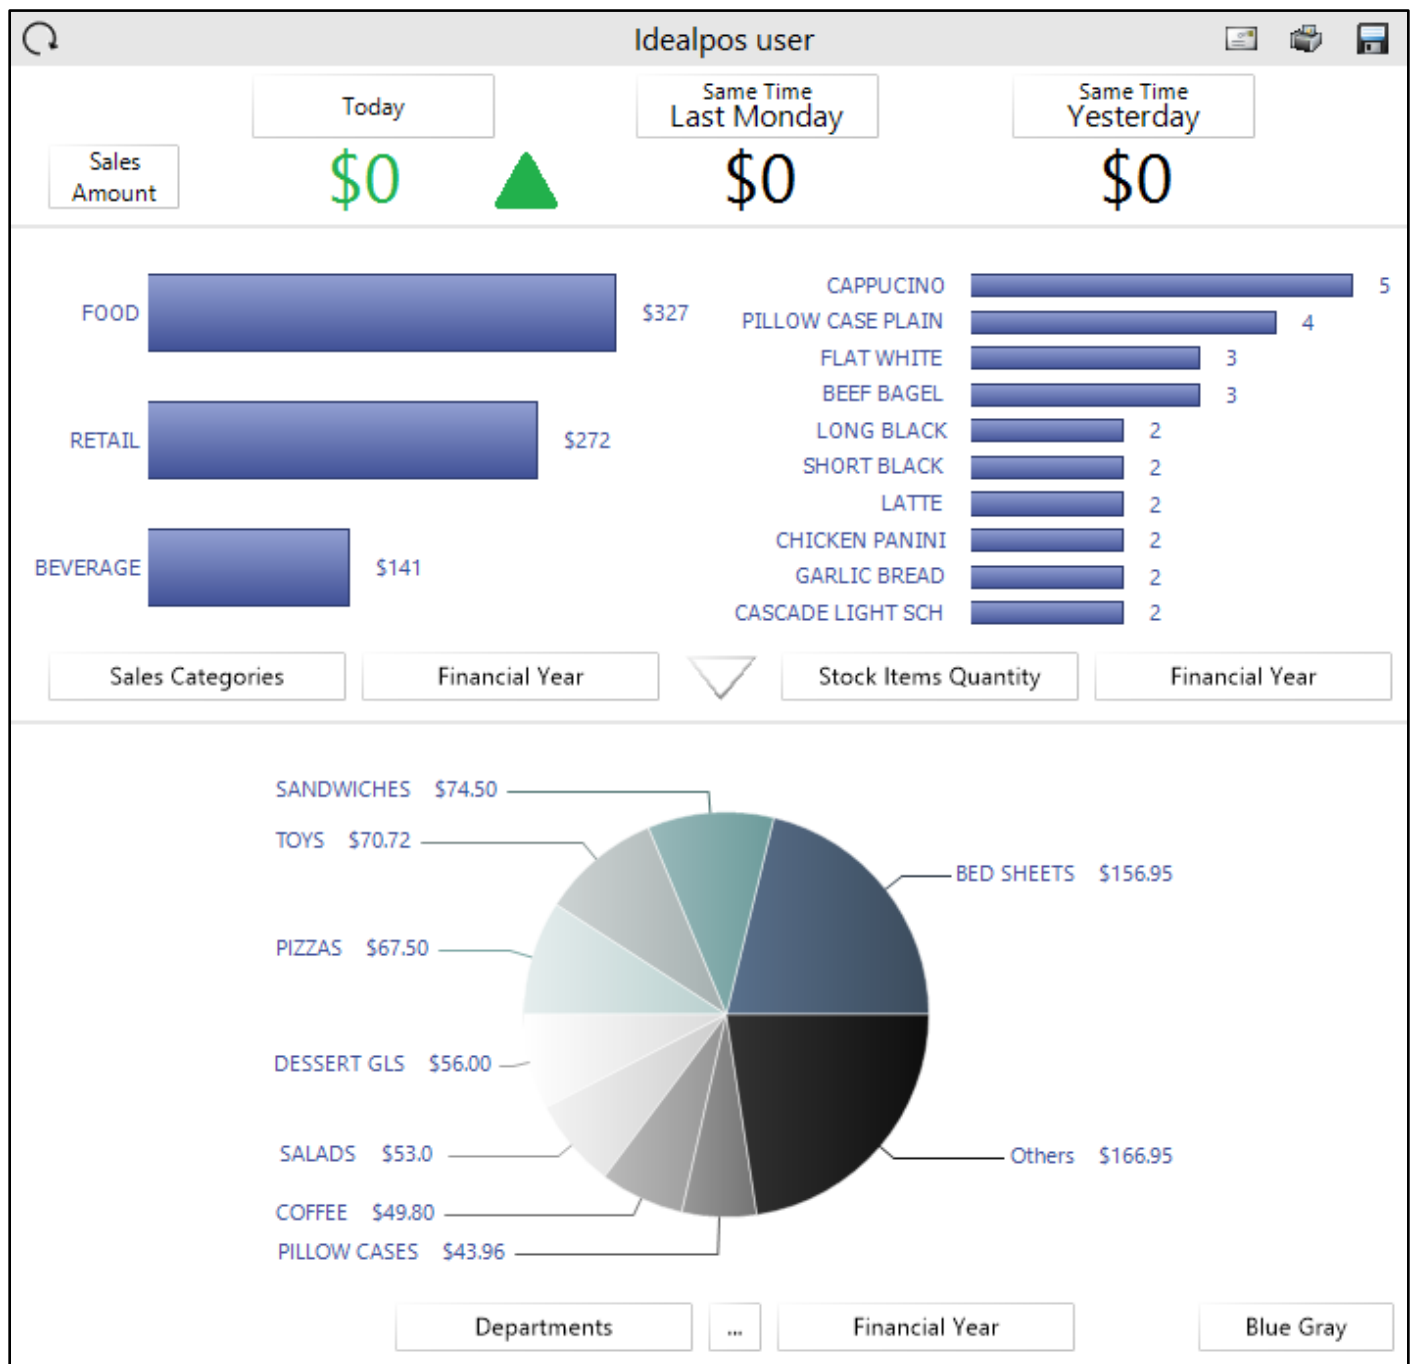 Idealpos user
Today
Same Time
Last Monday
Same Time
Yesterday
Sales
Amount
$0
$0
$0
FOOD $327
RETAIL $272
BEVERAGE $141
CAPPUCINO 5
PILLOW CASE PLAIN 4
FLAT WHITE 3
BEEF BAGEL 3
LONG BLACK 2
SHORT BLACK 2
LATTE 2
CHICKEN PANINI 2
GARLIC BREAD 2
CASCADE LIGHT SCH 2
Sales Categories
Financial Year
Stock Items Quantity
Financial Year
SANDWICHES $74.50
TOYS $70.72
BED SHEETS $156.95
PIZZAS $67.50
DESSERT GLS $56.00
SALADS $53.0
Others $166.95
COFFEE $49.80
PILLOW CASES $43.96
Departments
...
Financial Year
Blue Gray